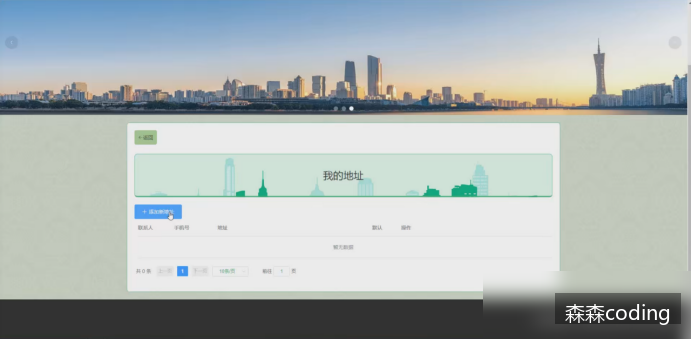 我的地址
+ 添加新地址
联系人 手机号 地址 默认 操作
暂无数据
共 0 条 上一页 1 下一页 10条/页 前往 1 页
森森coding